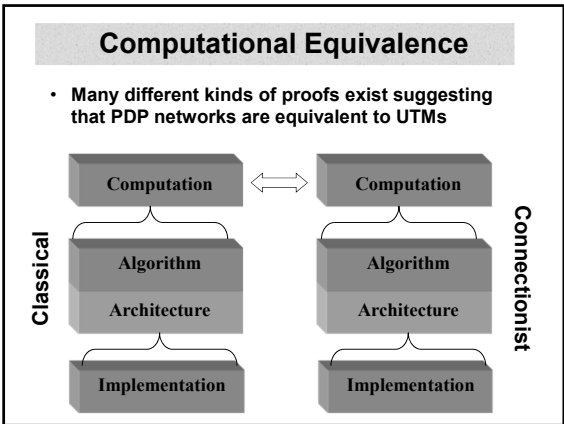 Computational Equivalence
• Many different kinds of proofs exist suggesting
that PDP networks are equivalent to UTMs
Classical
Computation
Algorithm
Architecture
Implementation
Computation
Algorithm
Architecture
Implementation
Connectionist